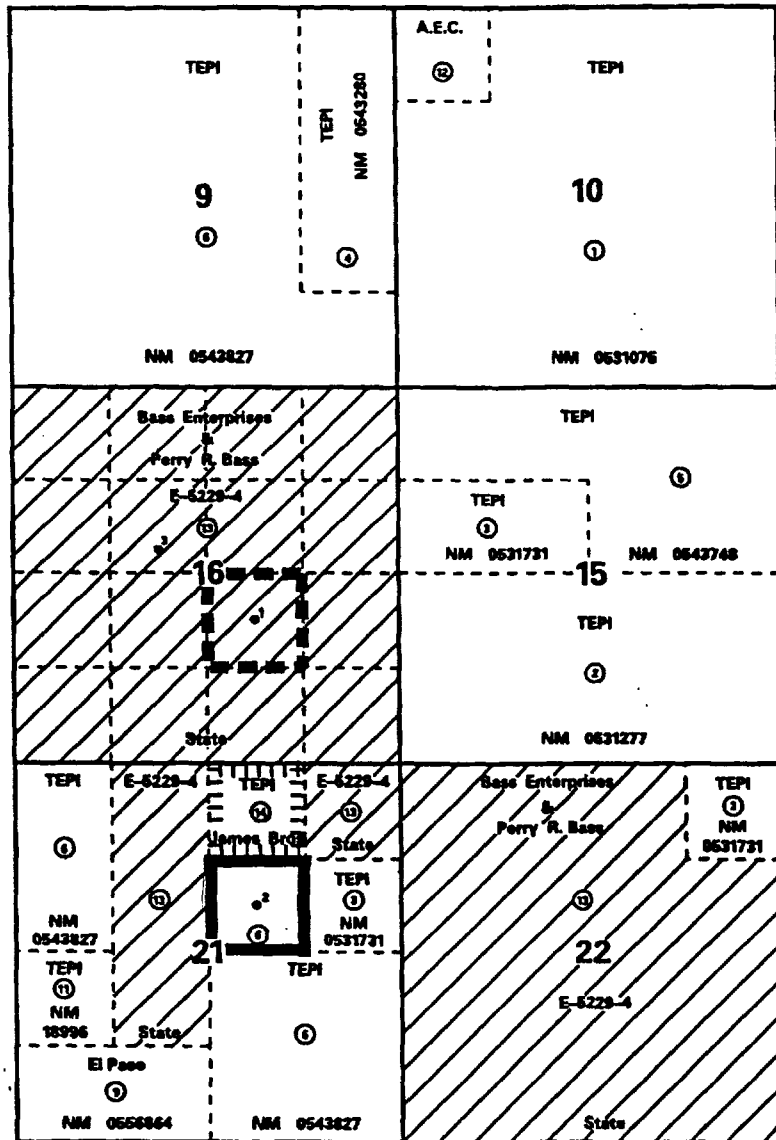 TEPI
9
⑥
NM 0543827
TEPI
NM 0543280
④
A.E.C.
⑫
TEPI
10
①
NM 0531075
Bass Enterprises
&
Perry R. Bass
E-5229-4
⑬
3
16
1
State
TEPI
⑤
NM 0543748
TEPI
③
NM 0531731
15
TEPI
②
NM 0531277
TEPI
⑥
NM
0543827
TEPI
⑪
NM
18996
E-5229-4
⑬
State
TEPI
⑭
James Bros
E-5229-4
⑬
State
2
⑥
TEPI
③
NM
0531731
21
TEPI
⑥
NM 0543827
El Paso
⑨
NM 0556864
Bass Enterprises
&
Perry R. Bass
⑬
22
E-5229-4
State
TEPI
③
NM
0531731